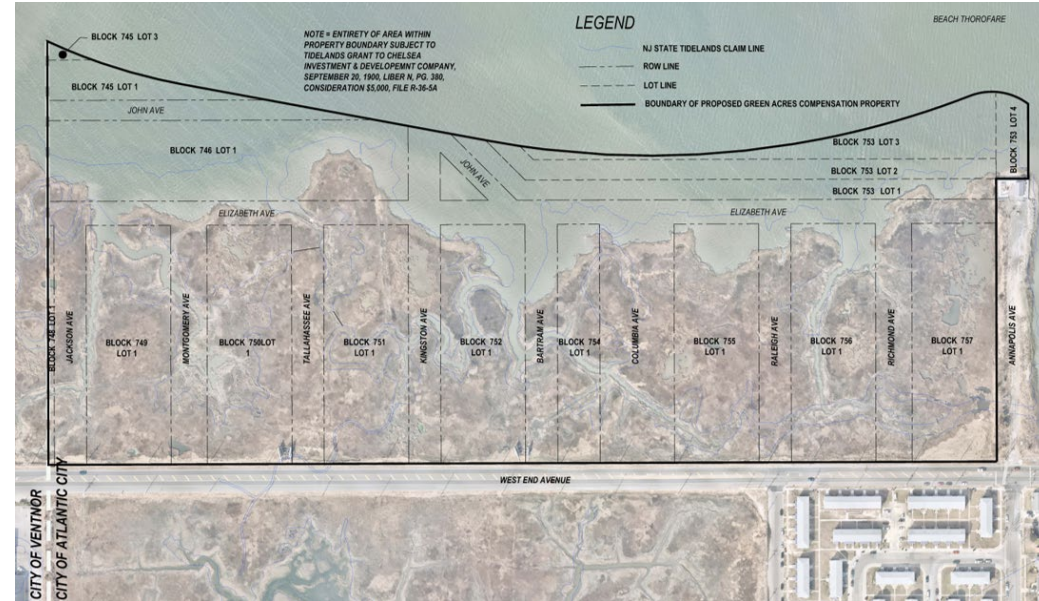 LEGEND
BEACH THOROFARE
NJ STATE TIDELANDS CLAIM LINE
ROW LINE
LOT LINE
BOUNDARY OF PROPOSED GREEN ACRES COMPENSATION PROPERTY
NOTE = ENTIRETY OF AREA WITHIN
PROPERTY BOUNDARY SUBJECT TO
TIDELANDS GRANT TO CHELSEA
INVESTMENT & DEVELOPEMNT COMPANY,
SEPTEMBER 20, 1900, LIBER N, PG. 380,
CONSIDERATION $5,000, FILE R-36-5A
BLOCK 745 LOT 3
BLOCK 745 LOT 1
JOHN AVE
BLOCK 746 LOT 1
JOHN AVE
BLOCK 753 LOT 3
BLOCK 753 LOT 2
BLOCK 753 LOT 1
BLOCK 753 LOT 4
ELIZABETH AVE
ELIZABETH AVE
BLOCK 748 LOT 1
JACKSON AVE
BLOCK 749
LOT 1
MONTGOMERY AVE
BLOCK 750LOT
1
TALLAHASSEE AVE
BLOCK 751
LOT 1
KINGSTON AVE
BLOCK 752
LOT 1
BARTRAM AVE
BLOCK 754
LOT 1
COLUMBIA AVE
BLOCK 755
LOT 1
RALEIGH AVE
BLOCK 756
LOT 1
RICHMOND AVE
BLOCK 757
LOT 1
ANNAPOLIS AVE
WEST END AVENUE
CITY OF VENTNOR
CITY OF ATLANTIC CITY